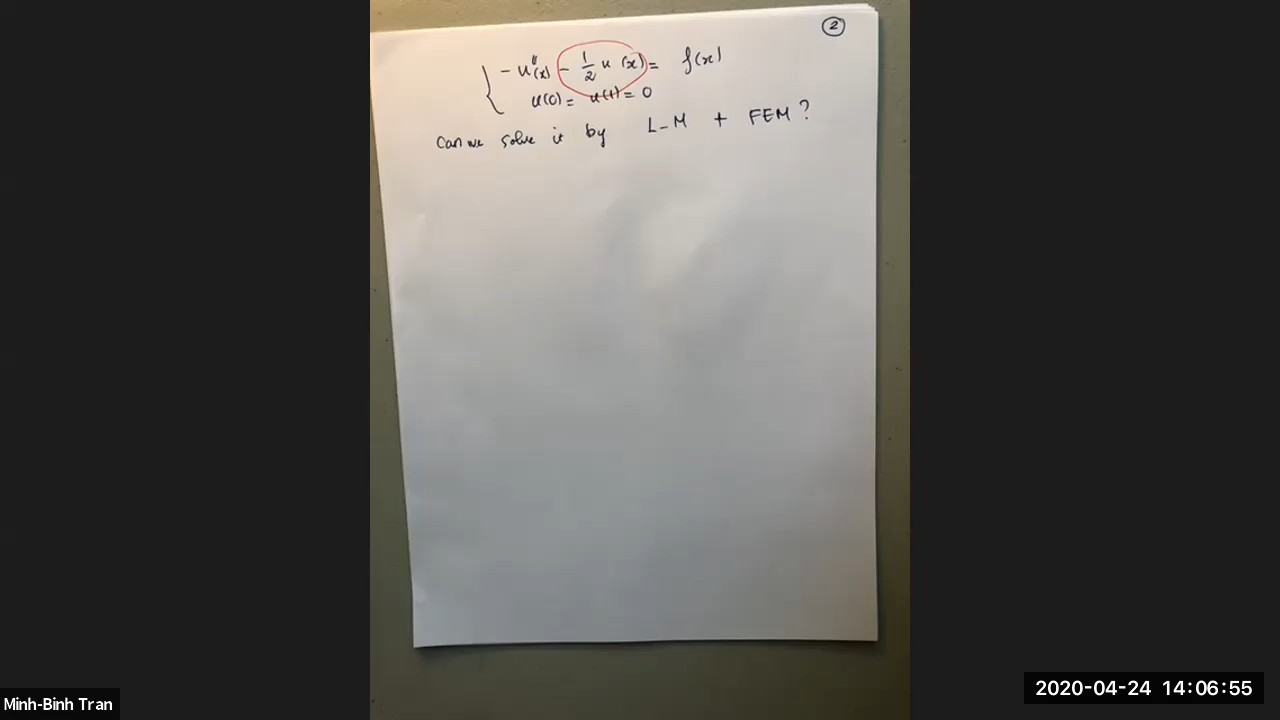 2
- u''(x) - 1/2 u(x) = f(x)
u(0) = u(1) = 0
Can we solve it by L-M + FEM?
Minh-Binh Tran
2020-04-24 14:06:55